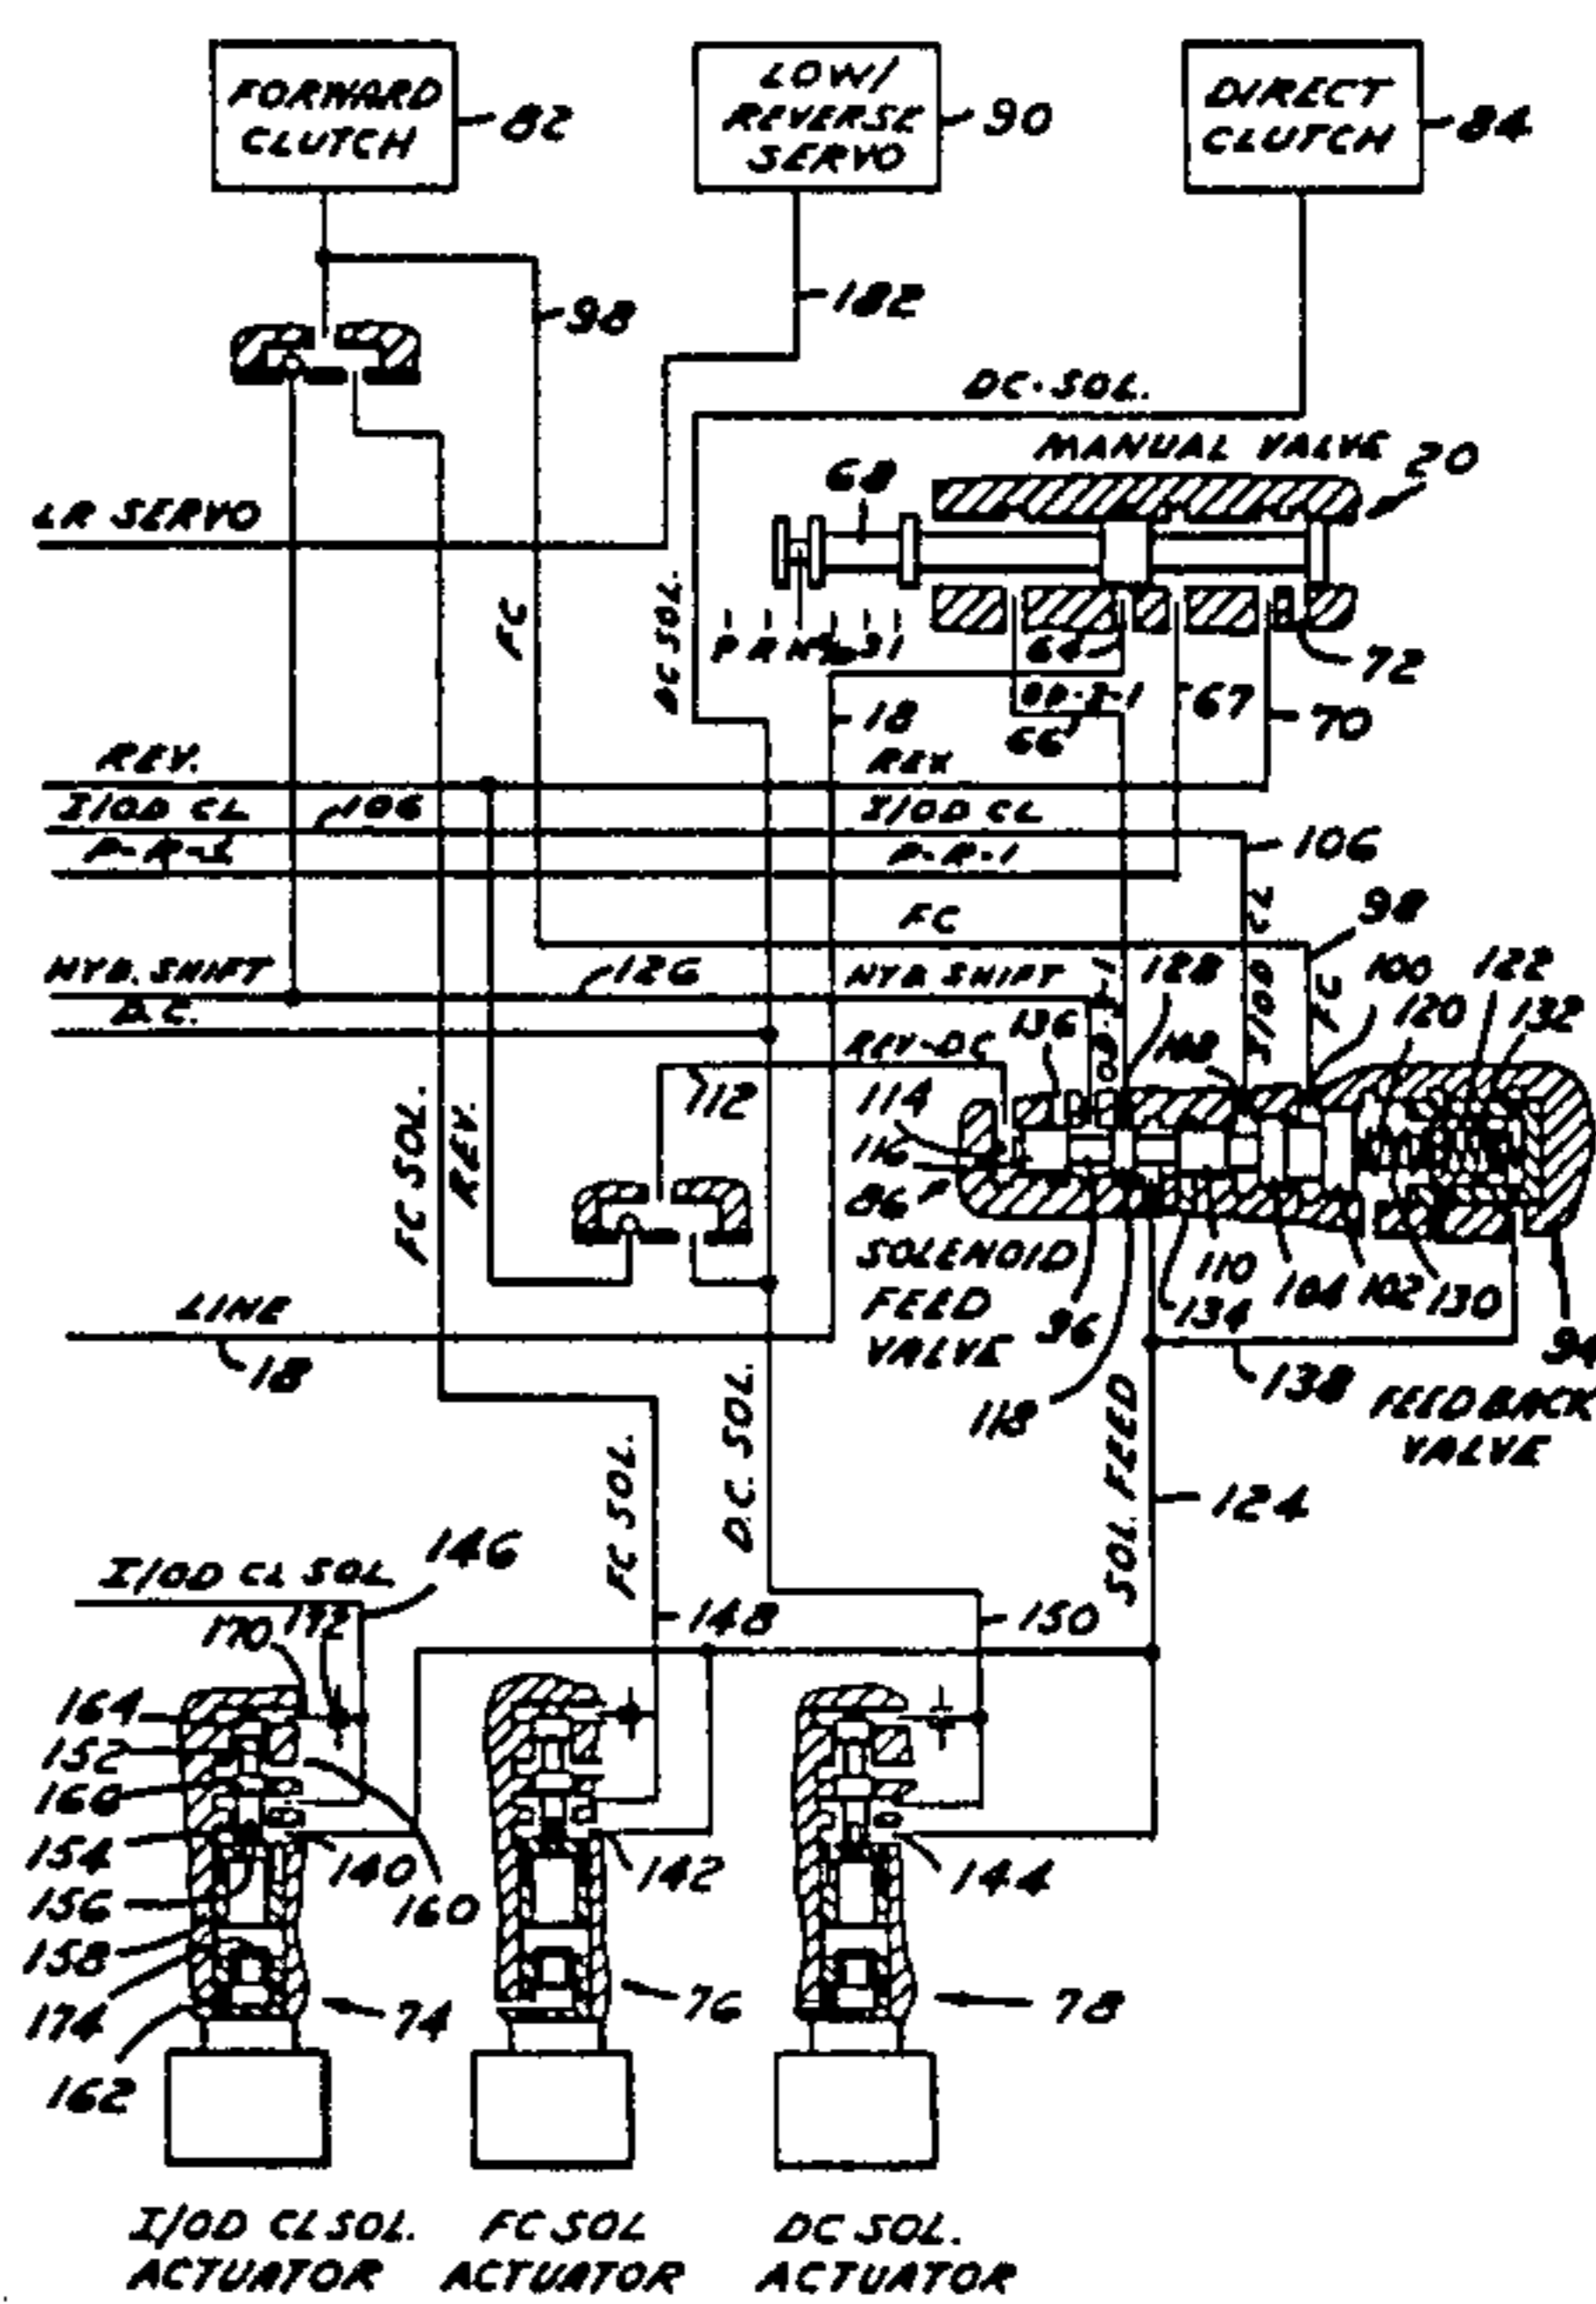 FORWARD
CLUTCH
82
LOW/
REVERSE
SERVO
90
DIRECT
CLUTCH
84
98
182
DC-SOL.
MANUAL VALVE
20
68
LR SERVO
FC
DC SOL.
P R N
3 1
64
72
OD-3-1
67
70
18
66
REV.
REV
I/OD CL
106
I/OD CL
106
P-R-1
P-R-1
FC
98
I/OD CL
FC
HYD. SHIFT
126
HYD SHIFT
128
100
122
D.C.
136
120
132
REV-DC
108
112
114
116
86
FC SOL.
REV.
SOLENOID
FEED
VALVE
96
118
134
110
104
102
130
94
138
FEEDBACK
VALVE
LINE
18
FC SOL.
D.C. SOL.
SOL. FEED
124
I/OD CL SOL
146
170
172
148
150
164
152
160
154
156
158
174
162
140
160
142
144
74
76
78
I/OD CL SOL.
ACTUATOR
FC SOL
ACTUATOR
DC SOL.
ACTUATOR